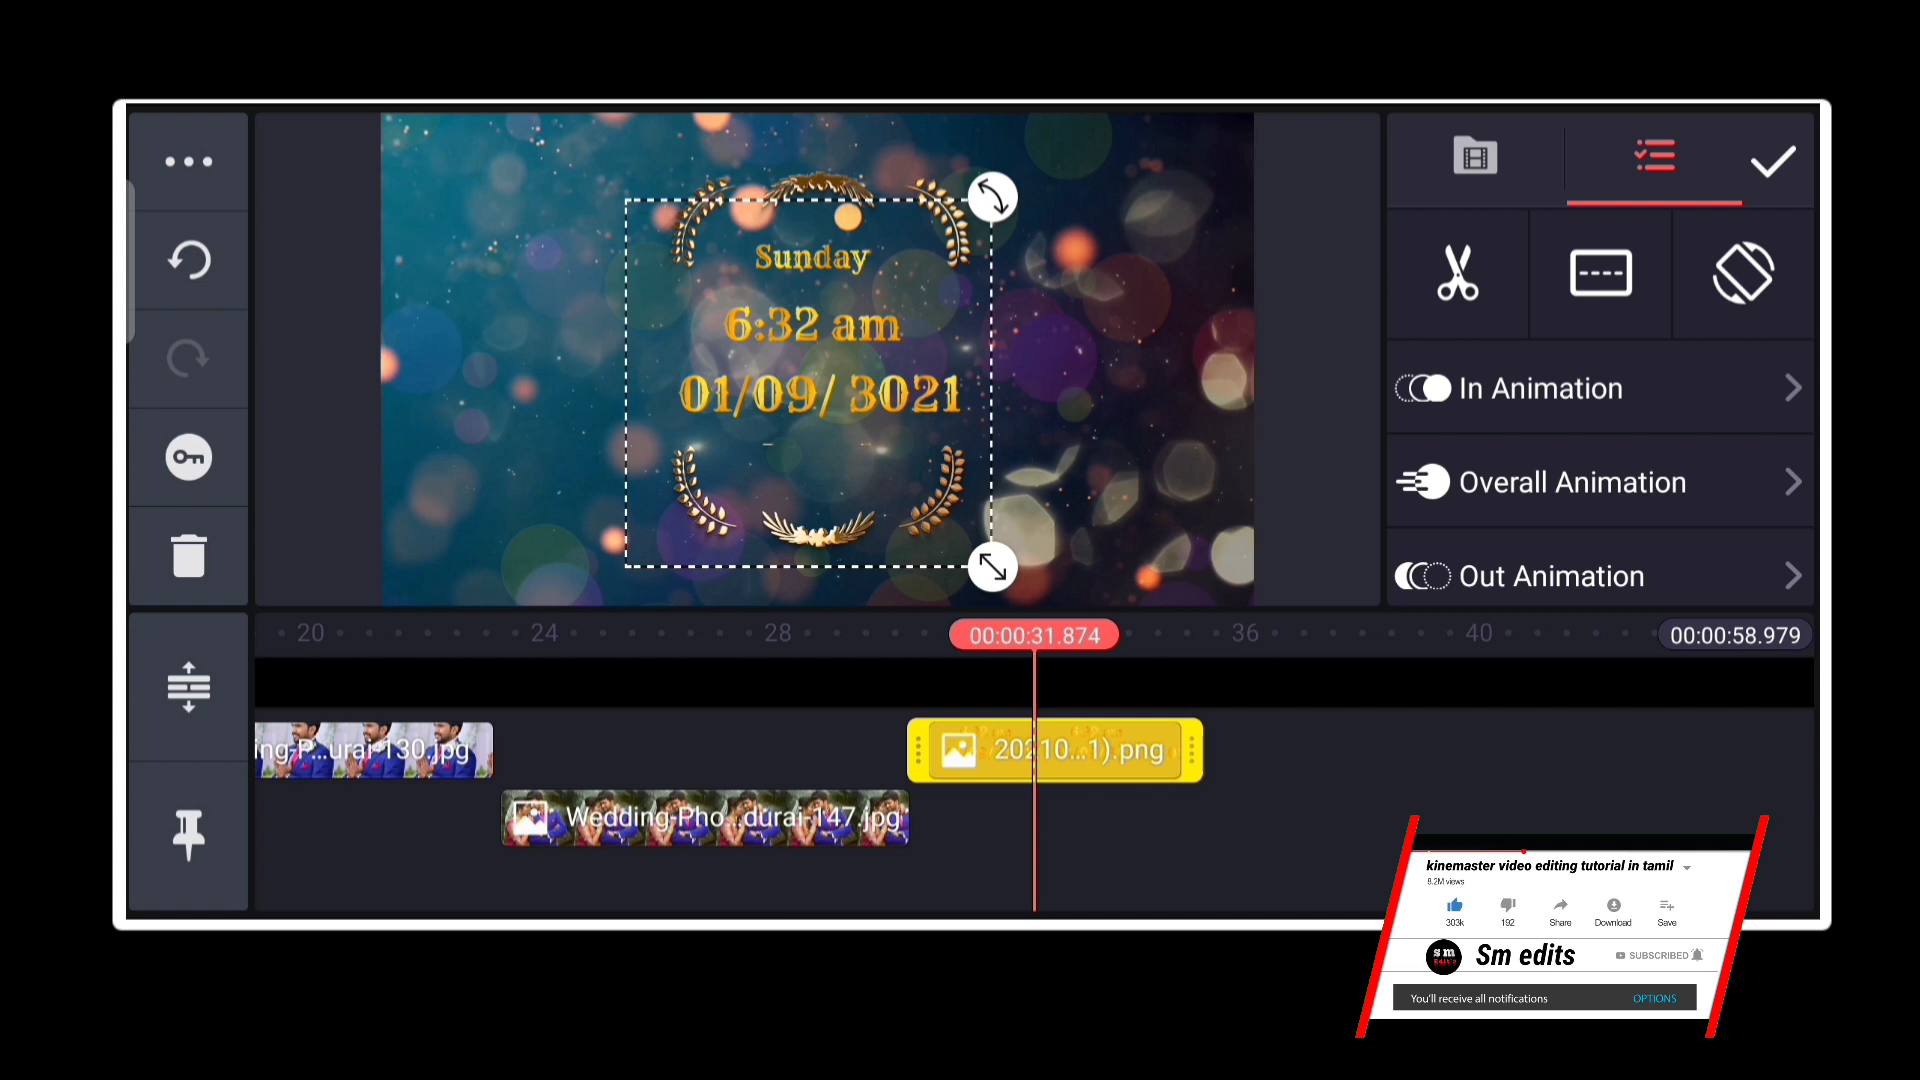 Sunday
6:32 am
01/09/ 3021
In Animation
Overall Animation
Out Animation
20
24
28
00:00:31.874
36
40
00:00:58.979
ing-P...urai-130.jpg
20210...1).png
Wedding-Pho...durai-147.jpg
kinemaster video editing tutorial in tamil
8.2M views
303k
192
Share
Download
Save
sm
EDITS
Sm edits
SUBSCRIBED
You'll receive all notifications
OPTIONS